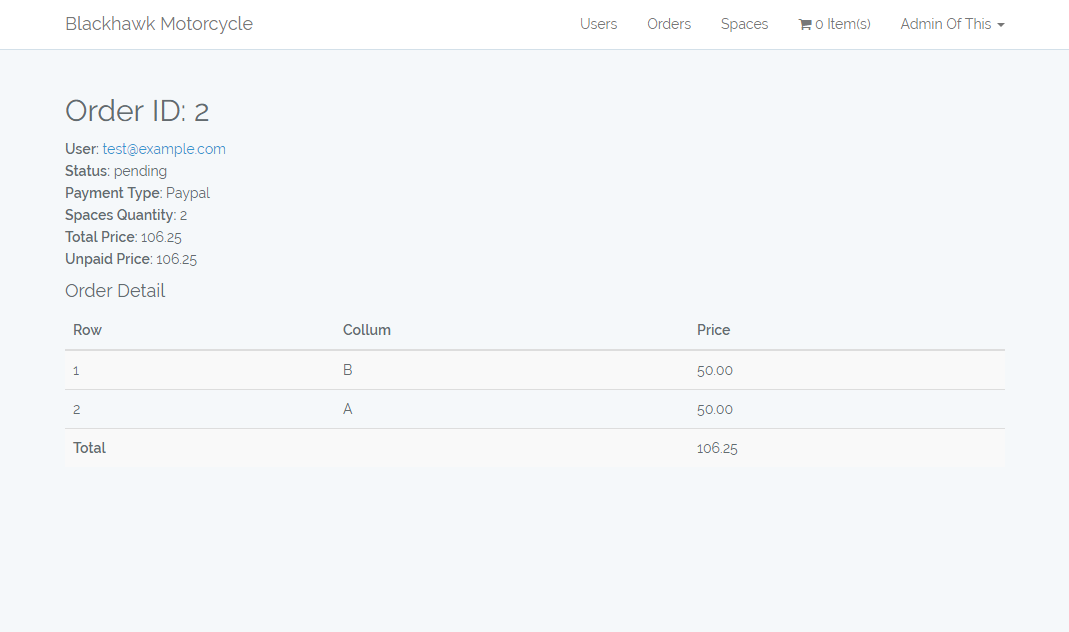 Blackhawk Motorcycle Users Orders Spaces 0 Item(s) Admin Of This
Order ID: 2
User: test@example.com
Status: pending
Payment Type: Paypal
Spaces Quantity: 2
Total Price: 106.25
Unpaid Price: 106.25
Order Detail
Row Collum Price
1 B 50.00
2 A 50.00
Total 106.25